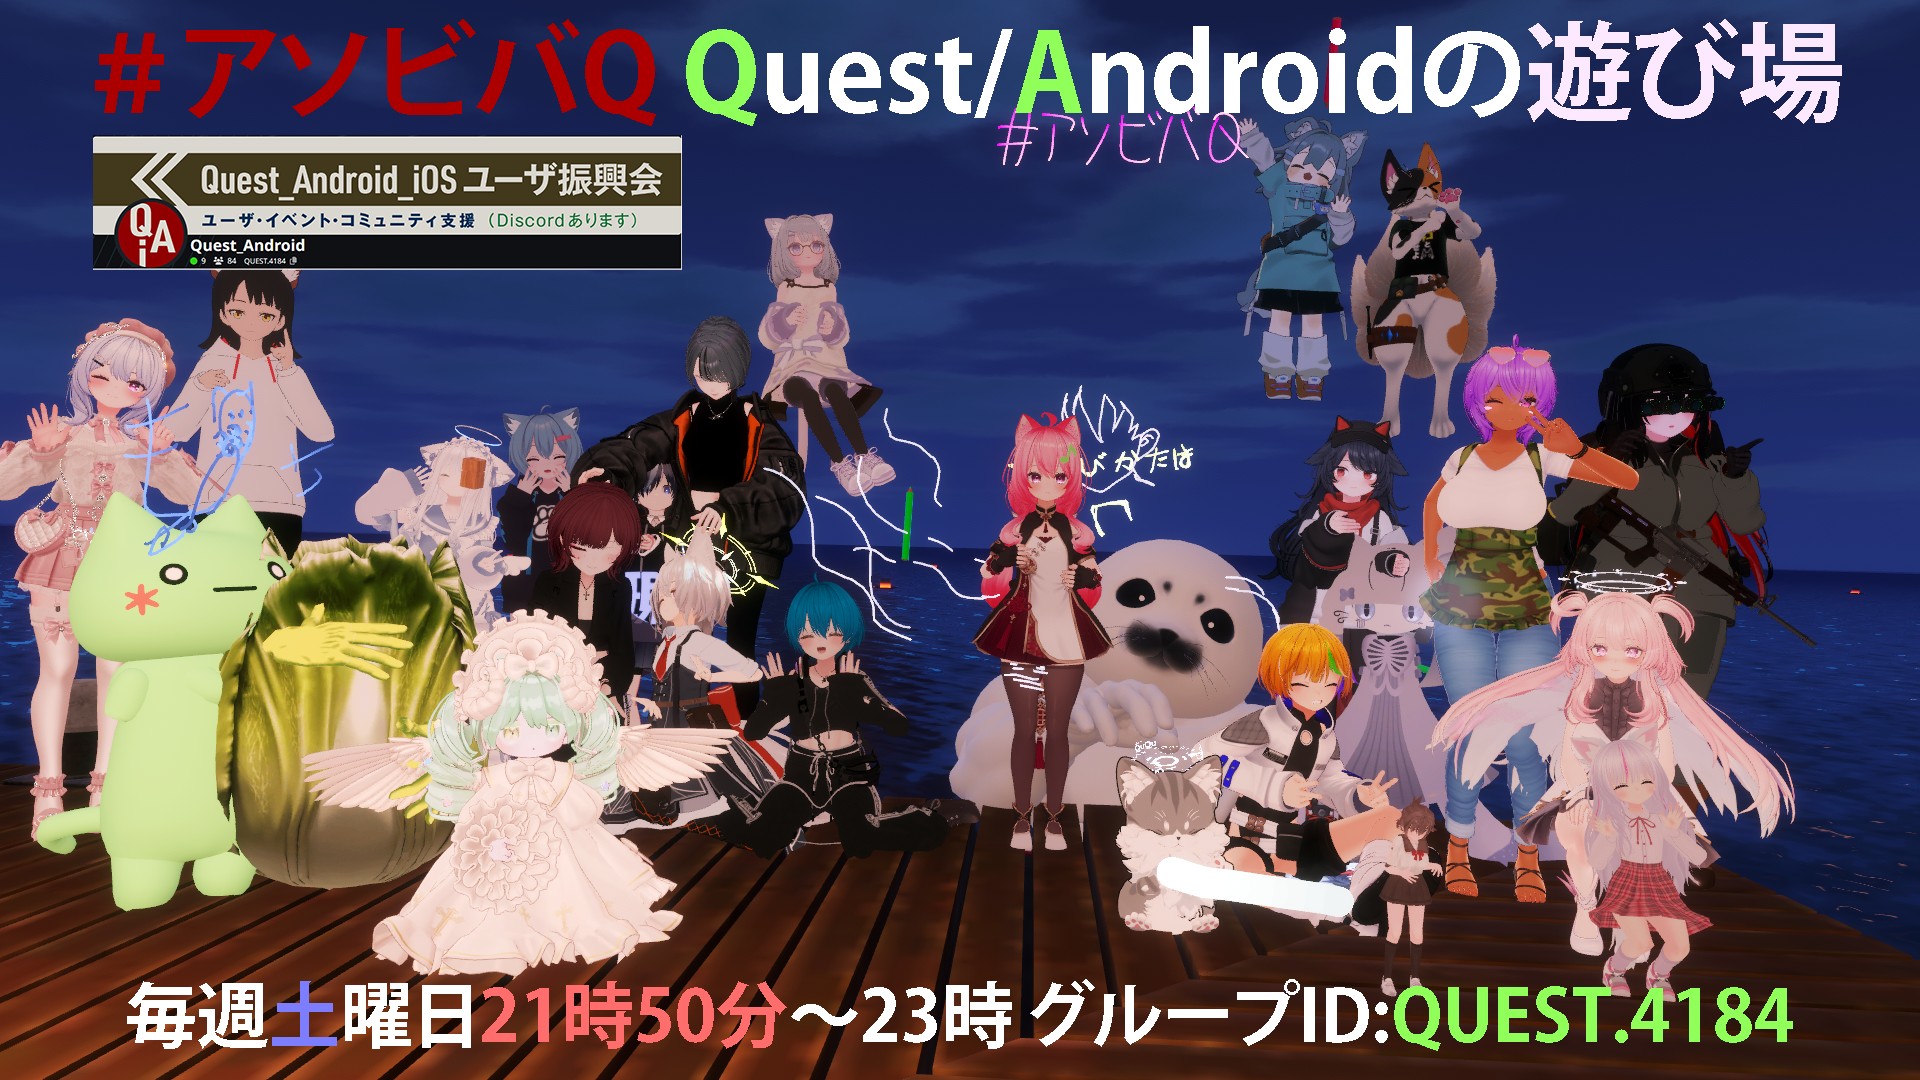 #アソビバQ Quest/Androidの遊び場
#アソビバQ
Quest_Android_iOSユーザ振興会
ユーザ・イベント・コミュニティ支援（Discordあります）
QAi
Quest_Android
9 84 QUEST.4184
毎週土曜日21時50分～23時 グループID:QUEST.4184